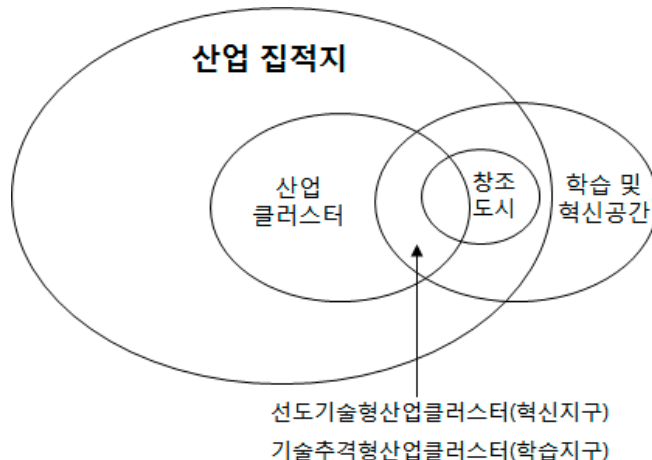 산업 집적지
산업
클러스터
창조
도시
학습 및
혁신공간
선도기술형산업클러스터(혁신지구)
기술추격형산업클러스터(학습지구)